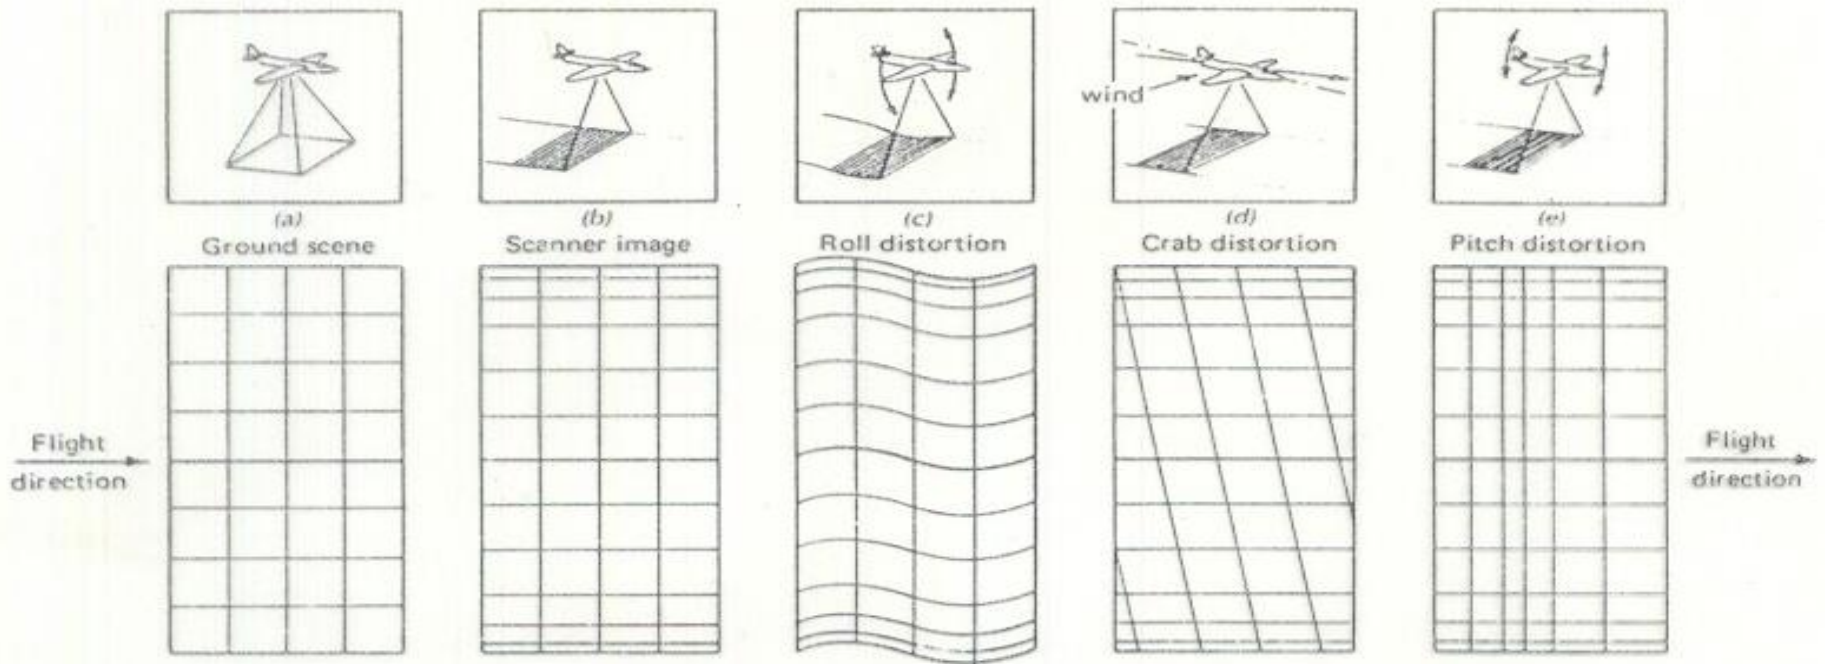 wind
(a)
(b)
(c)
(d)
(e)
Ground scene
Scanner image
Roll distortion
Crab distortion
Pitch distortion
Flight
direction
Flight
direction